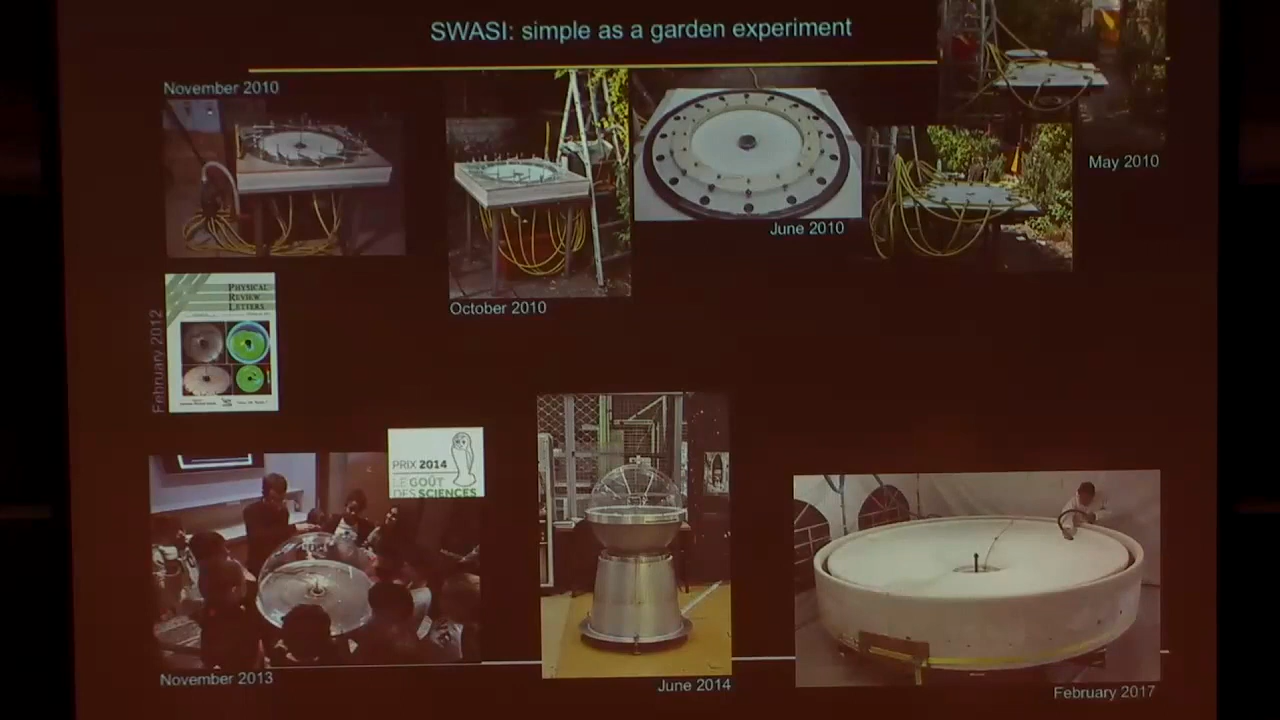 SWASI: simple as a garden experiment
November 2010
May 2010
June 2010
October 2010
February 2012
PHYSICAL
REVIEW
LETTERS
PRIX 2014
LE GOÛT
DES SCIENCES
November 2013
June 2014
February 2017